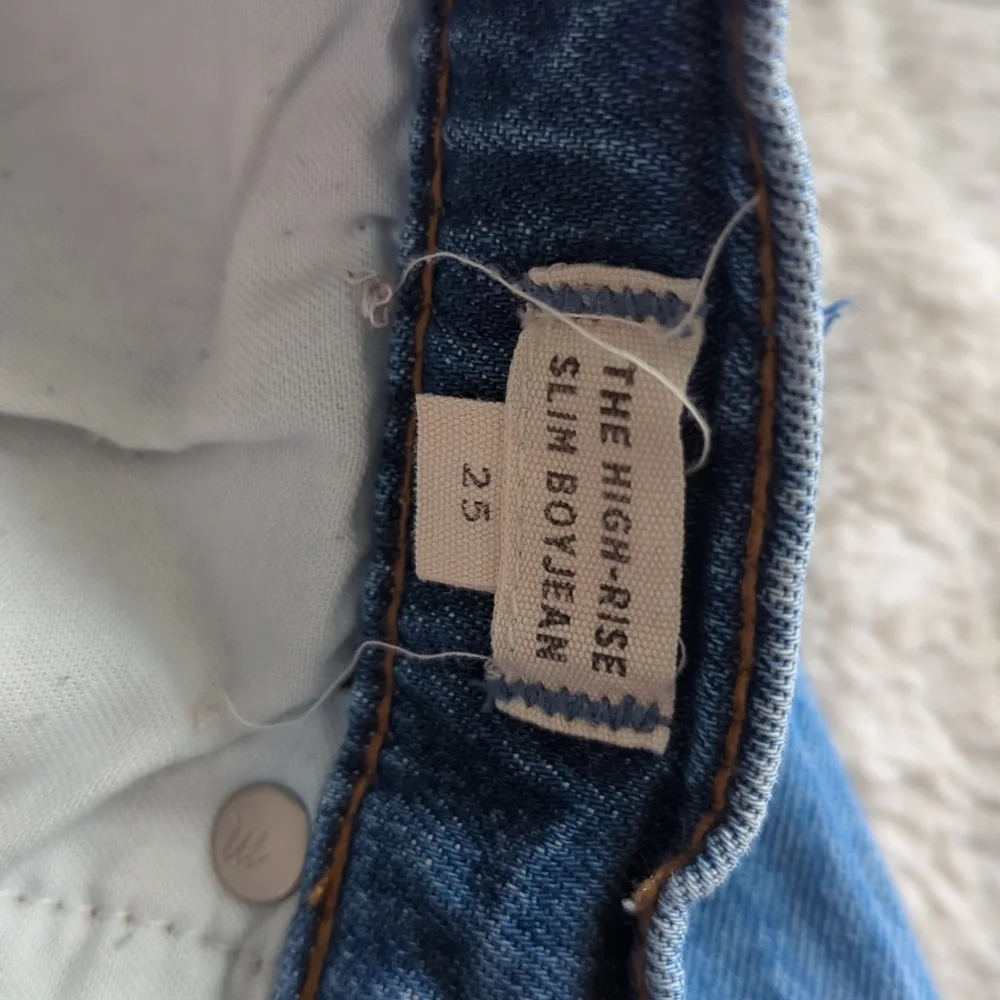 THE HIGH-RISE
SLIM BOYJEAN
25